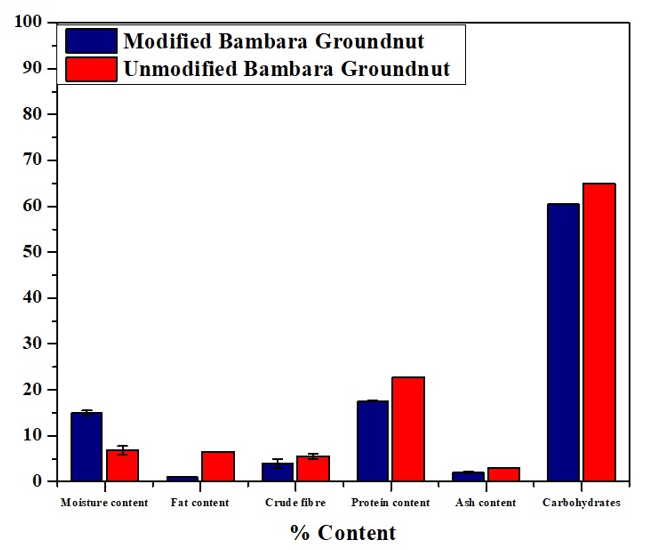 100
90
80
70
60
50
40
30
20
10
0
Modified Bambara Groundnut
Unmodified Bambara Groundnut
Moisture content Fat content Crude fibre Protein content Ash content Carbohydrates
% Content